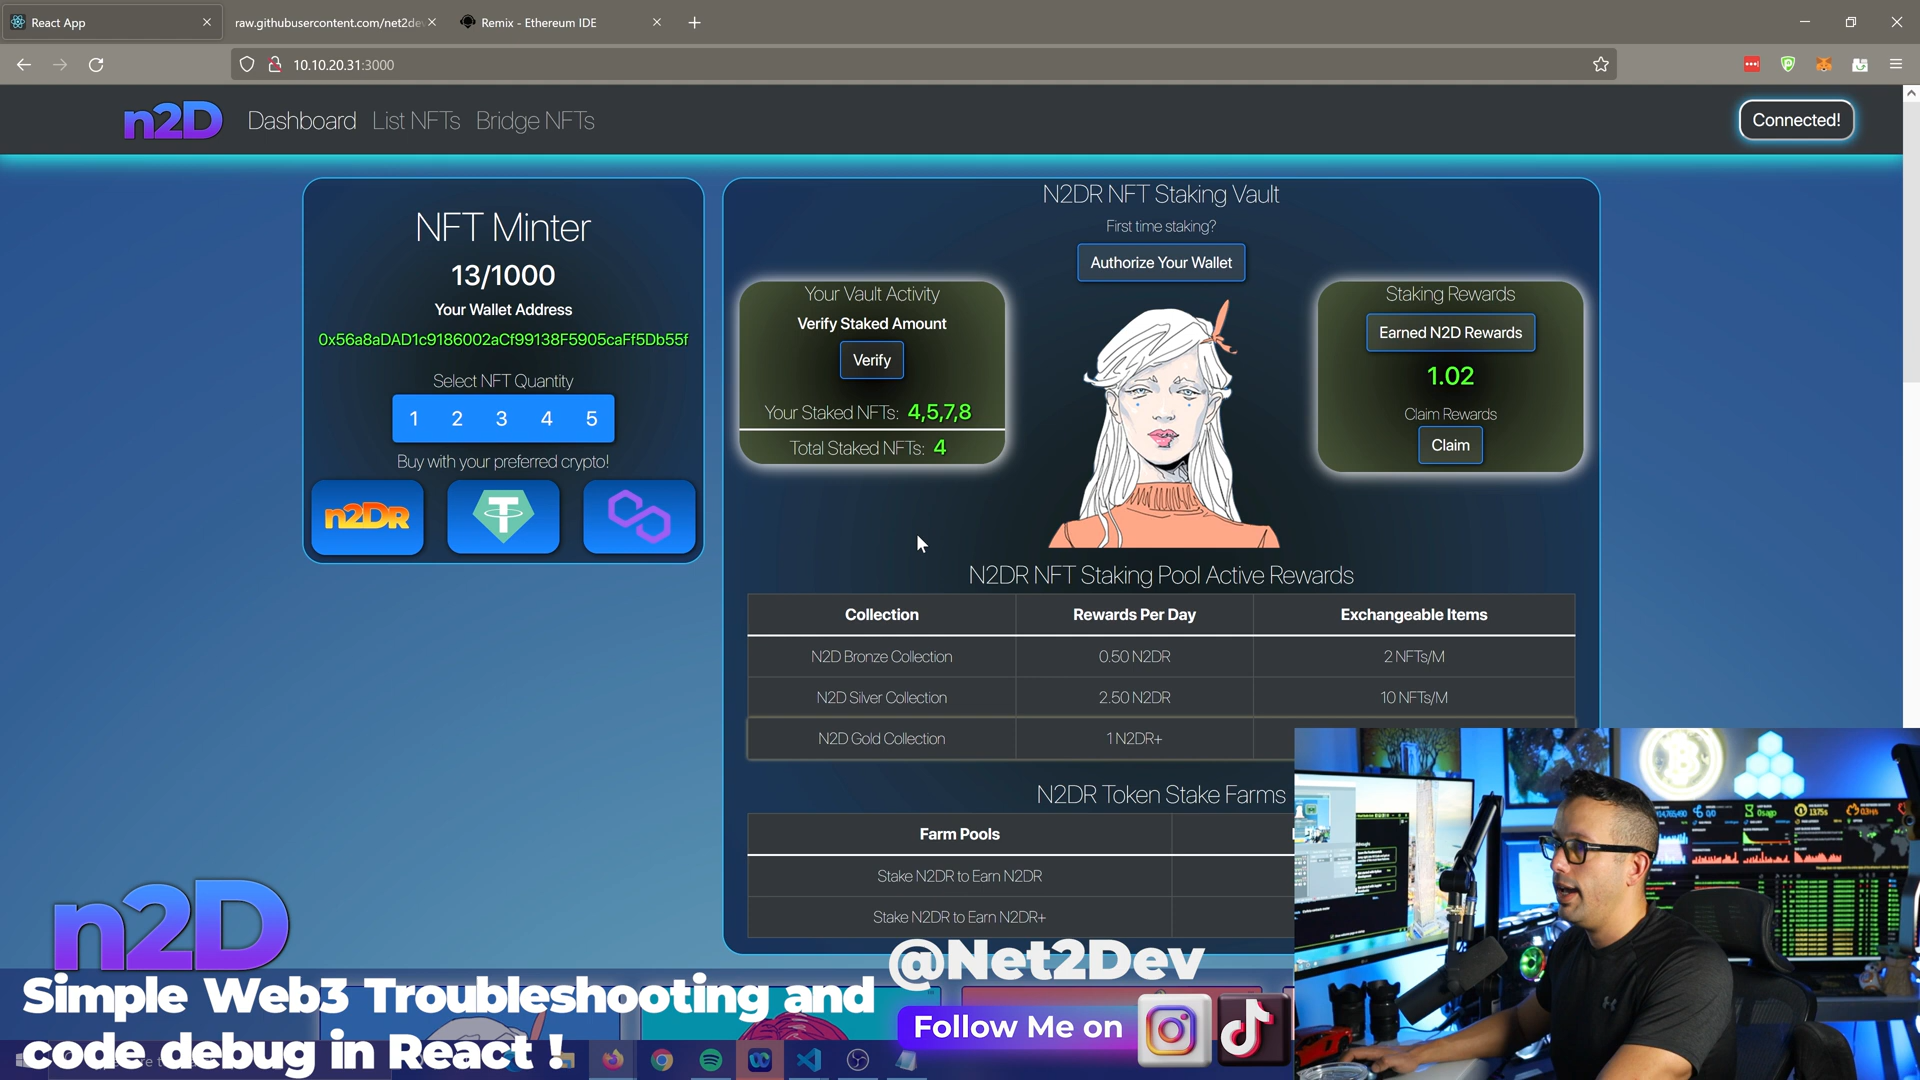 React App
raw.githubusercontent.com/net2de
Remix - Ethereum IDE
10.10.20.31:3000
n2D
Dashboard
List NFTs
Bridge NFTs
Connected!
NFT Minter
13/1000
Your Wallet Address
0x56a8aDAD1c9186002aCf99138F5905caFf5Db55f
Select NFT Quantity
1 2 3 4 5
Buy with your preferred crypto!
n2DR
N2DR NFT Staking Vault
First time staking?
Authorize Your Wallet
Your Vault Activity
Verify Staked Amount
Verify
Your Staked NFTs: 4,5,7,8
Total Staked NFTs: 4
Staking Rewards
Earned N2D Rewards
1.02
Claim Rewards
Claim
N2DR NFT Staking Pool Active Rewards
Collection Rewards Per Day Exchangeable Items
N2D Bronze Collection 0.50 N2DR 2 NFTs/M
N2D Silver Collection 2.50 N2DR 10 NFTs/M
N2D Gold Collection 1 N2DR+
N2DR Token Stake Farms
Farm Pools
Stake N2DR to Earn N2DR
Stake N2DR to Earn N2DR+
n2D
Simple Web3 Troubleshooting and
code debug in React !
@Net2Dev
Follow Me on